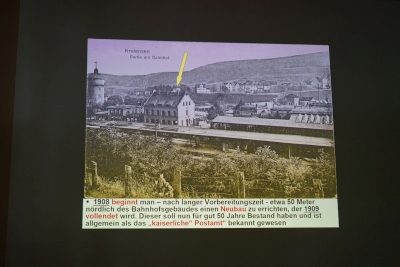 Kreiensen
Partie am Bahnhof
• 1908 beginnt man – nach langer Vorbereitungszeit - etwa 50 Meter
nördlich des Bahnhofsgebäudes einen Neubau zu errichten, der 1909
vollendet wird. Dieser soll nun für gut 50 Jahre Bestand haben und ist
allgemein als das „kaiserliche" Postamt" bekannt gewesen